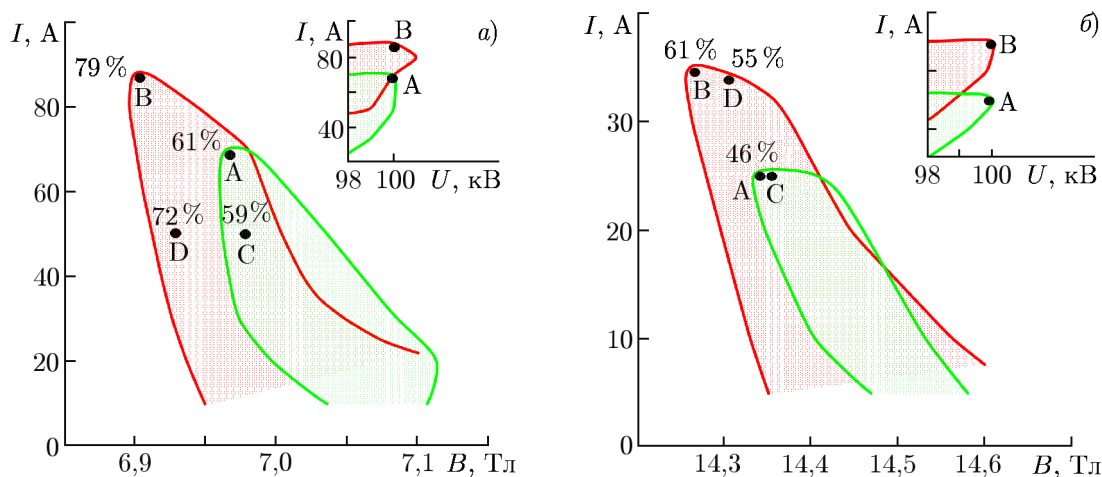 I, А
79 %
B
80
61 %
A
60
72 %
59 %
D
C
40
20
0
6,9
7,0
7,1
B, Тл
а)
I, А
B
80
A
40
98
100
U, кВ
I, А
61 %
55 %
B
D
30
46 %
A
C
20
10
0
14,3
14,4
14,5
14,6
B, Тл
б)
I, А
B
A
98
100
U, кВ